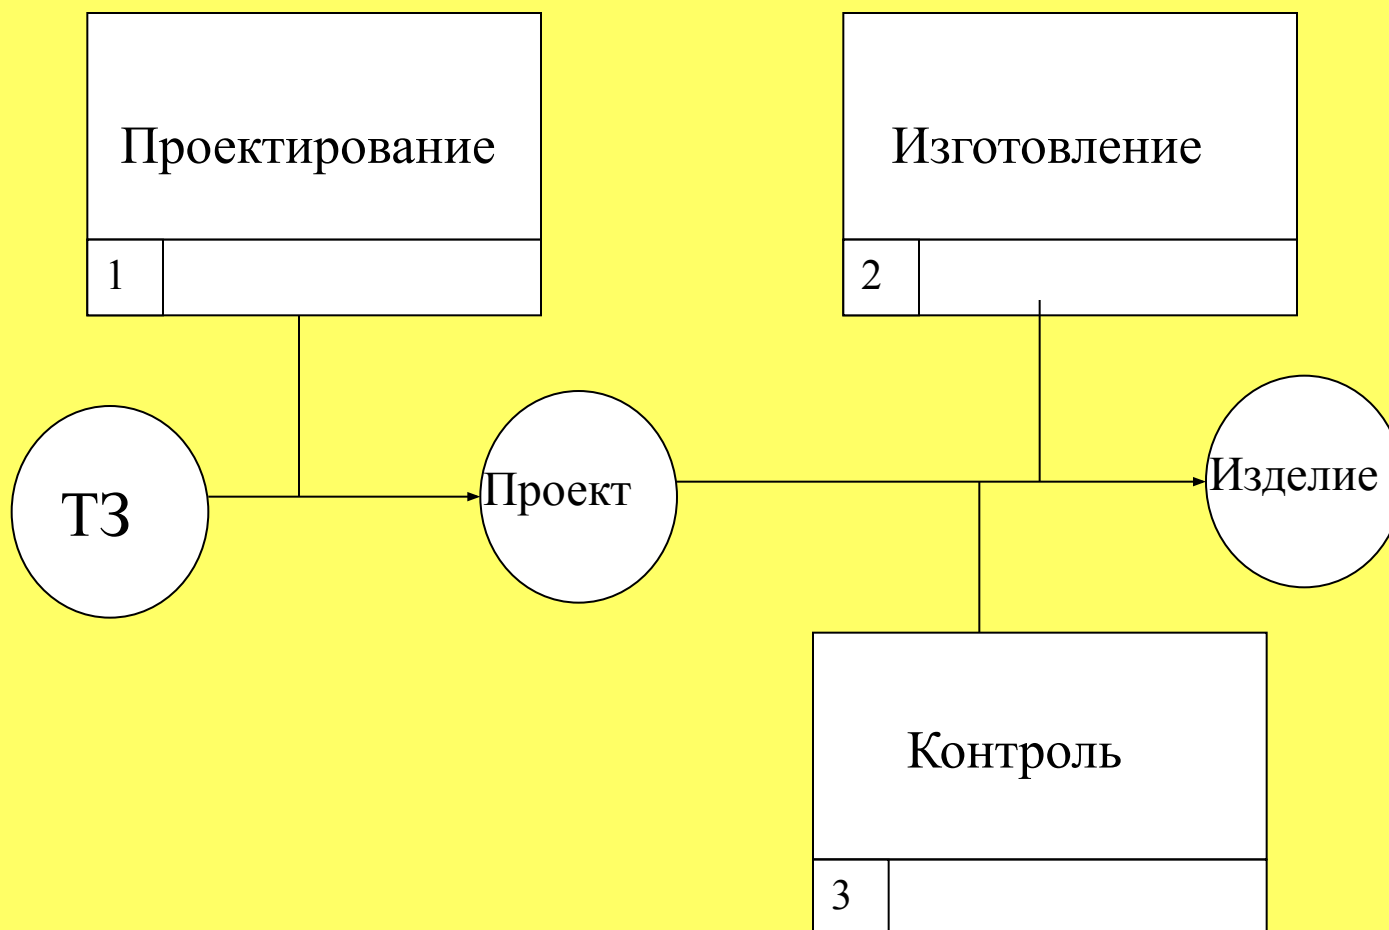 Проектирование
Изготовление
1
2
ТЗ
Проект
Изделие
Контроль
3